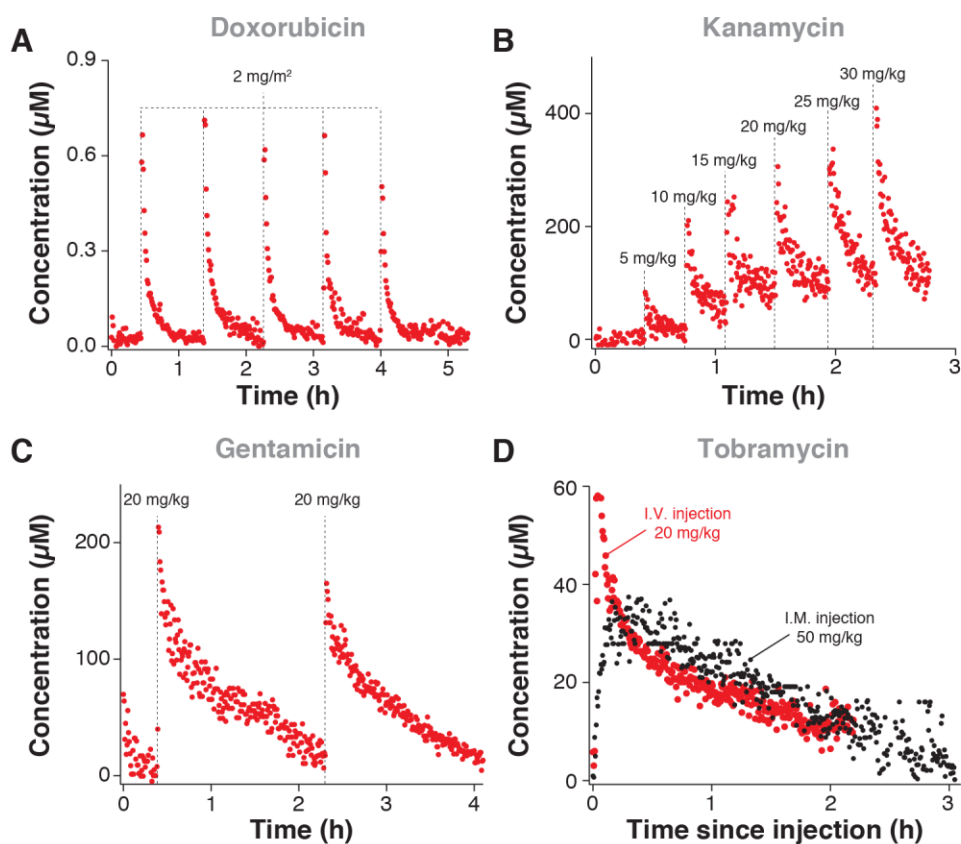 A
Doxorubicin
2 mg/m²
Concentration (µM)
0.9
0.6
0.3
0.0
0
1
2
3
4
5
Time (h)
B
Kanamycin
5 mg/kg
10 mg/kg
15 mg/kg
20 mg/kg
25 mg/kg
30 mg/kg
Concentration (µM)
400
200
0
0
1
2
3
Time (h)
C
Gentamicin
20 mg/kg
20 mg/kg
Concentration (µM)
200
100
0
0
1
2
3
4
Time (h)
D
Tobramycin
I.V. injection
20 mg/kg
I.M. injection
50 mg/kg
Concentration (µM)
60
40
20
0
0
1
2
3
Time since injection (h)